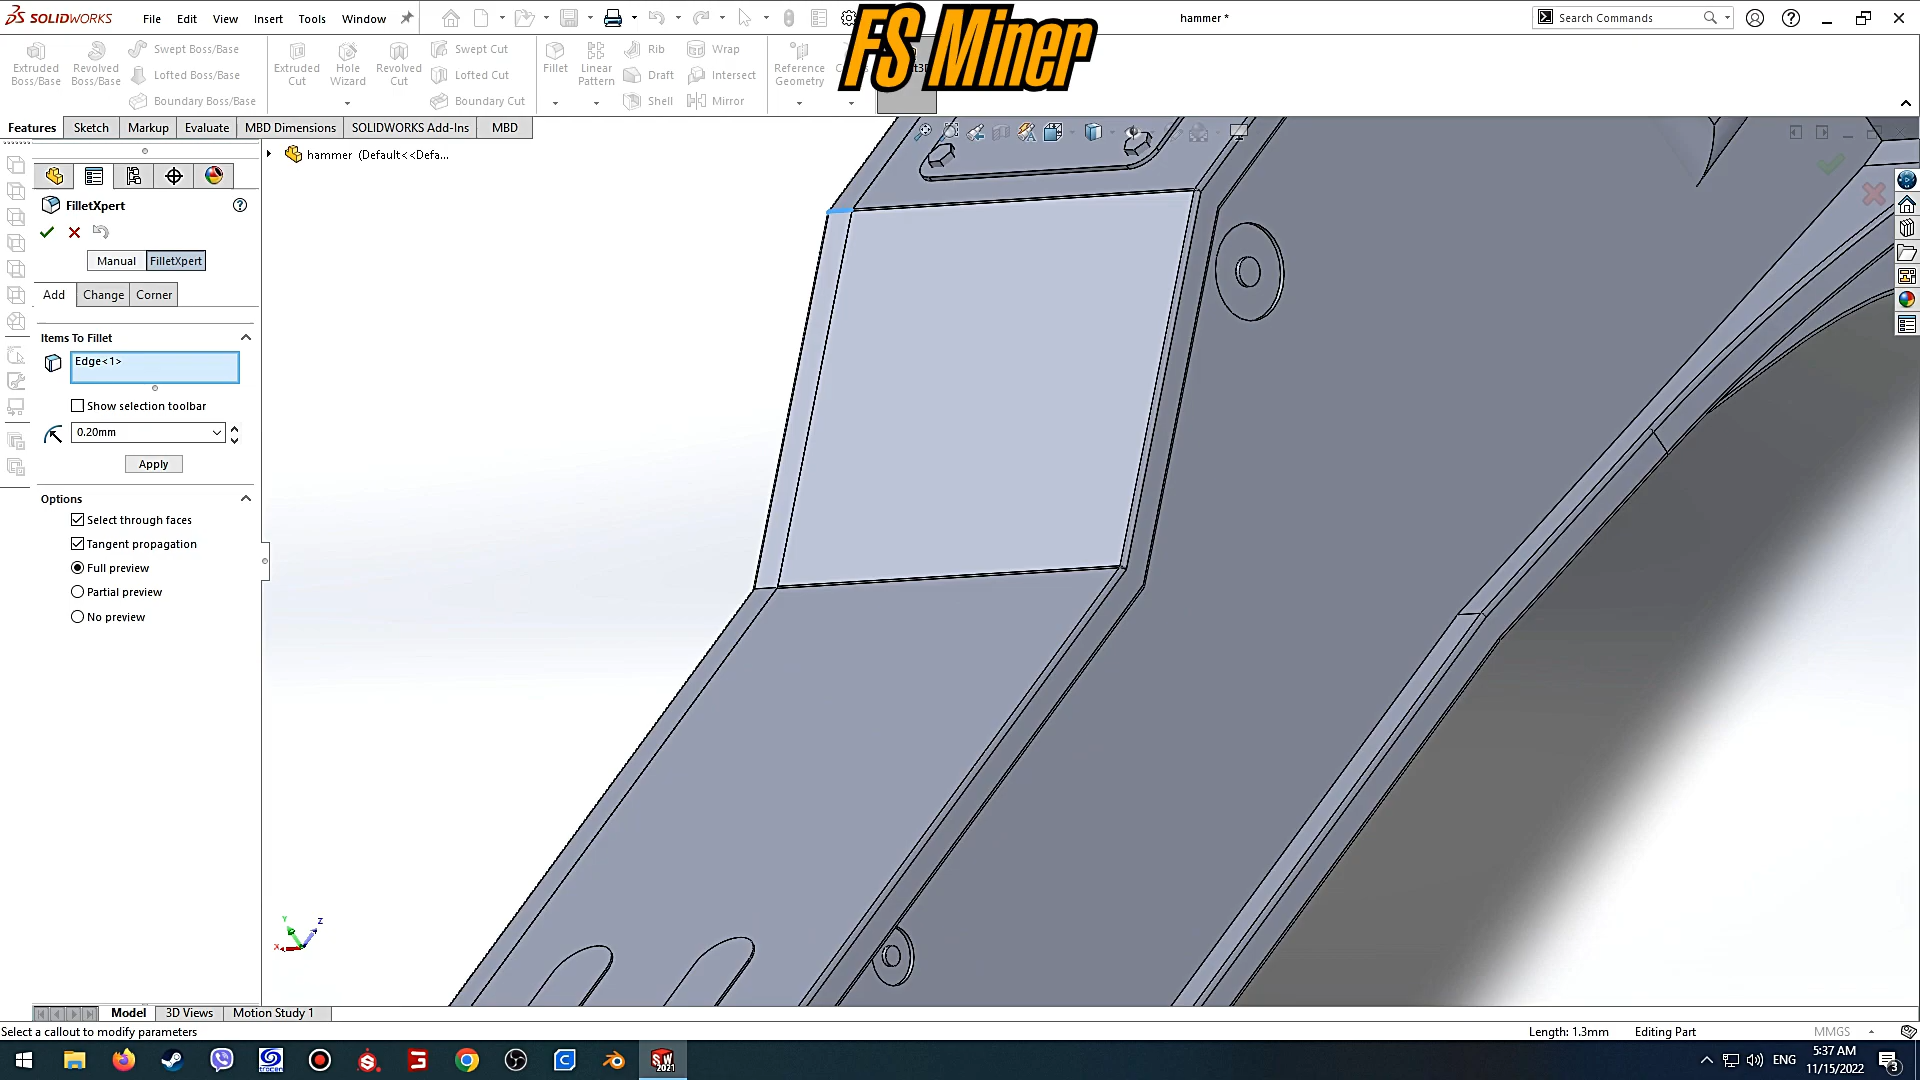 SOLIDWORKS
File Edit View Insert Tools Window
FS Miner
hammer *
Search Commands
Extruded Boss/Base
Revolved Boss/Base
Swept Boss/Base
Lofted Boss/Base
Boundary Boss/Base
Extruded Cut
Hole Wizard
Revolved Cut
Swept Cut
Lofted Cut
Boundary Cut
Fillet
Linear Pattern
Rib
Draft
Shell
Wrap
Intersect
Mirror
Reference Geometry
Features Sketch Markup Evaluate MBD Dimensions SOLIDWORKS Add-Ins MBD
hammer (Default<<Defa...
FilletXpert
Manual FilletXpert
Add Change Corner
Items To Fillet
Edge<1>
Show selection toolbar
0.20mm
Apply
Options
Select through faces
Tangent propagation
Full preview
Partial preview
No preview
Y
Z
X
Model 3D Views Motion Study 1
Select a callout to modify parameters
Length: 1.3mm Editing Part MMGS
SW 2021
ENG
5:37 AM
11/15/2022
3